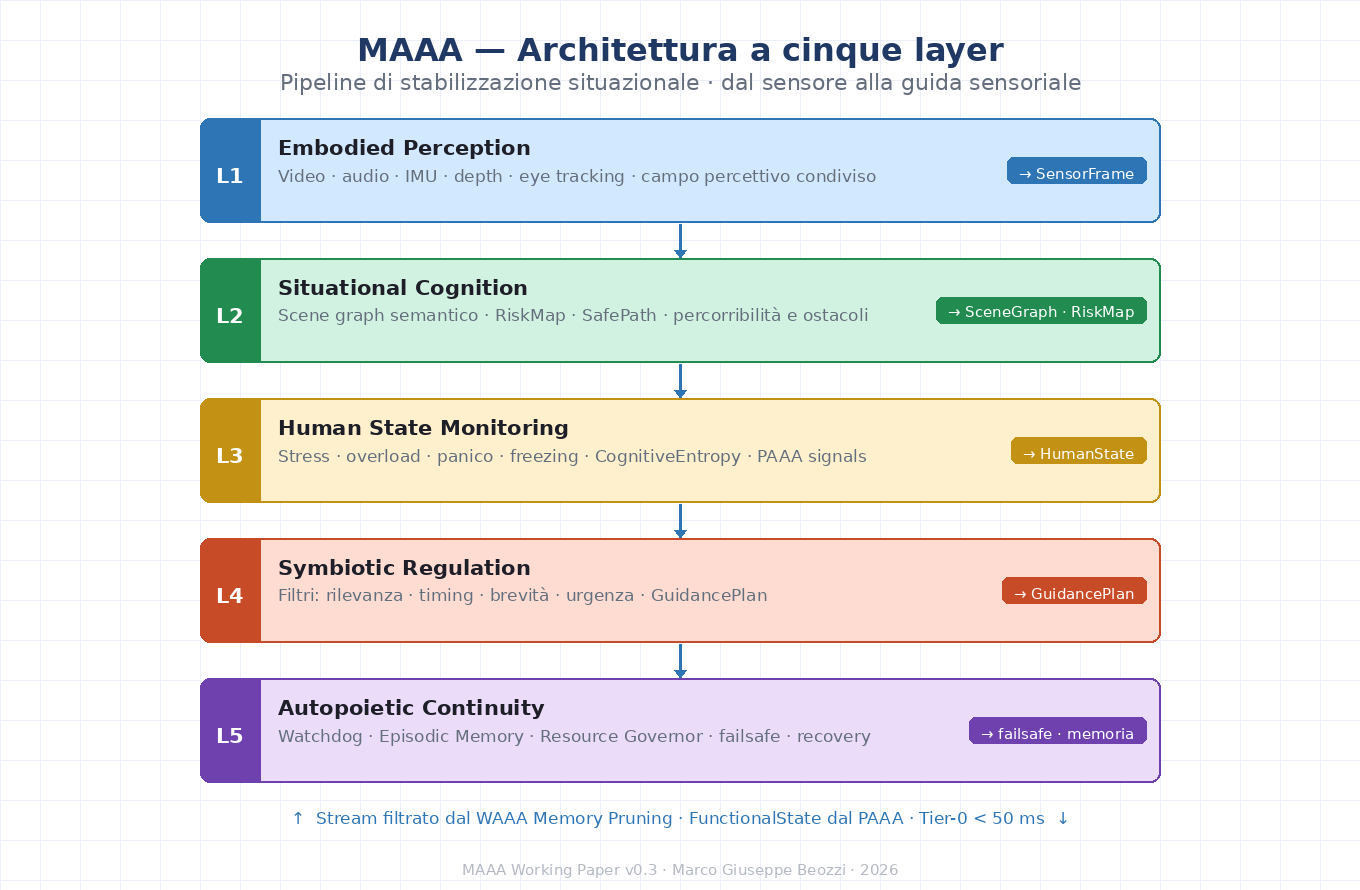 MAAA — Architettura a cinque layer
Pipeline di stabilizzazione situazionale · dal sensore alla guida sensoriale
L1
Embodied Perception
Video · audio · IMU · depth · eye tracking · campo percettivo condiviso
→ SensorFrame
L2
Situational Cognition
Scene graph semantico · RiskMap · SafePath · percorribilità e ostacoli
→ SceneGraph · RiskMap
L3
Human State Monitoring
Stress · overload · panico · freezing · CognitiveEntropy · PAAA signals
→ HumanState
L4
Symbiotic Regulation
Filtri: rilevanza · timing · brevità · urgenza · GuidancePlan
→ GuidancePlan
L5
Autopoietic Continuity
Watchdog · Episodic Memory · Resource Governor · failsafe · recovery
→ failsafe · memoria
↑ Stream filtrato dal WAAA Memory Pruning · FunctionalState dal PAAA · Tier-0 < 50 ms ↓
MAAA Working Paper v0.3 · Marco Giuseppe Beozzi · 2026